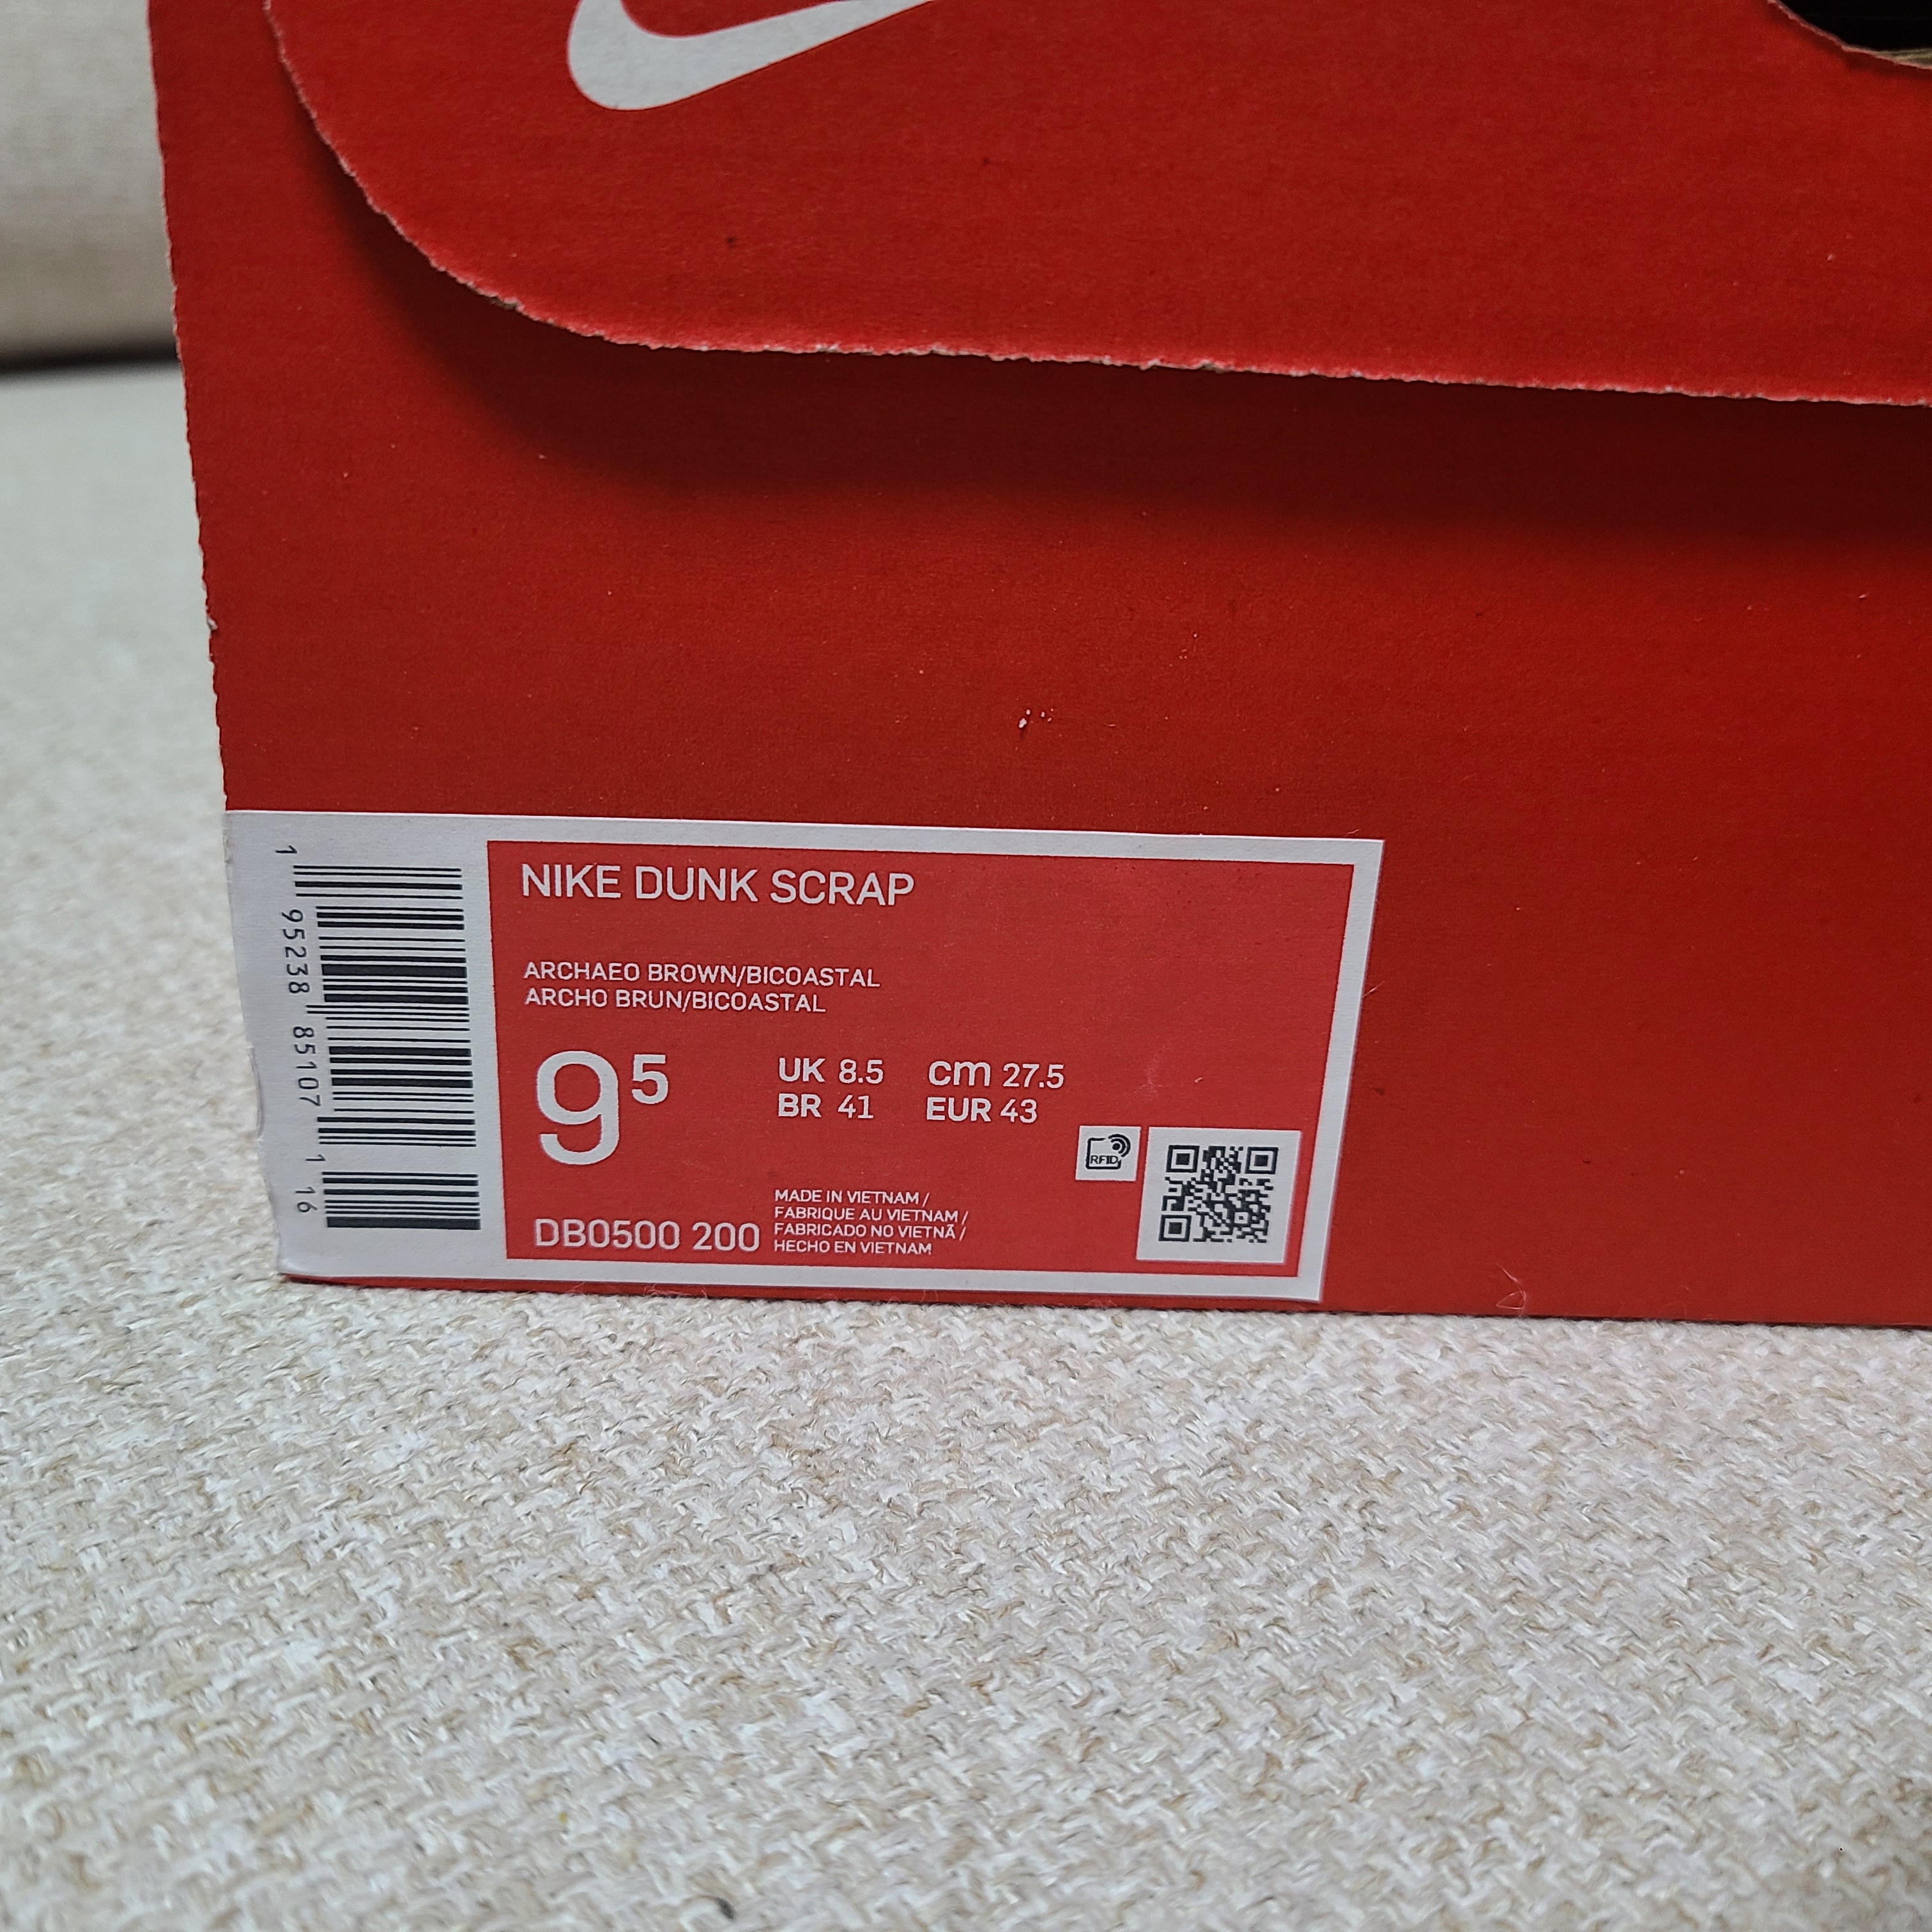 NIKE DUNK SCRAP
ARCHAEO BROWN/BICOASTAL
ARCHO BRUN/BICOASTAL
9 5
UK 8.5 cm 27.5
BR 41 EUR 43
RFID
DB0500 200
MADE IN VIETNAM /
FABRIQUE AU VIETNAM /
FABRICADO NO VIETNÃ /
HECHO EN VIETNAM
1 95238 85107 1 16